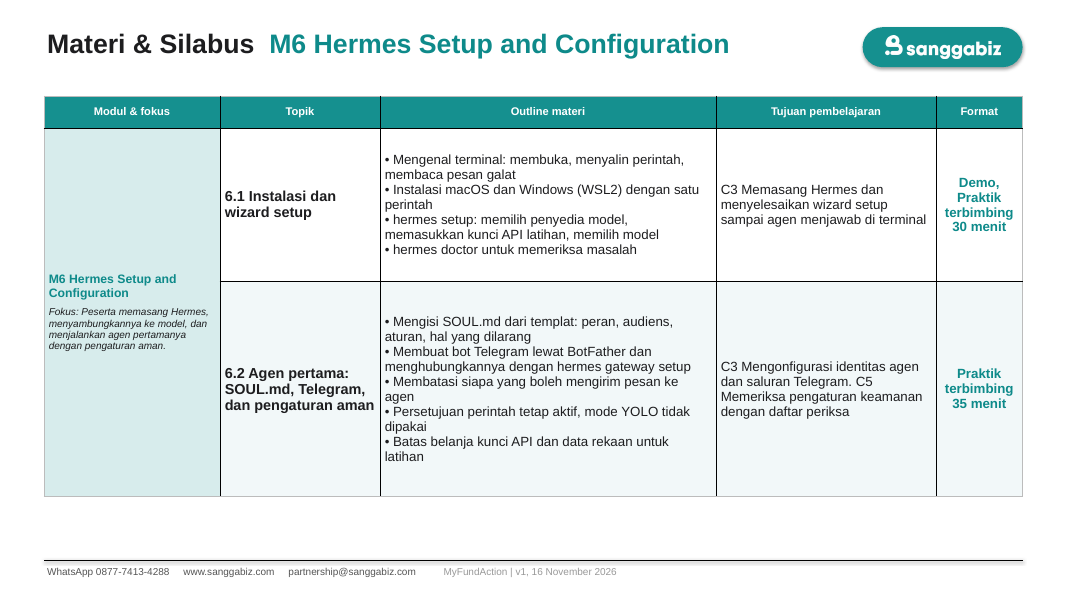 Materi & Silabus  M6 Hermes Setup and Configuration
sanggabiz
Modul & fokus
Topik
Outline materi
Tujuan pembelajaran
Format
M6 Hermes Setup and
Configuration
Fokus: Peserta memasang Hermes,
menyambungkannya ke model, dan
menjalankan agen pertamanya
dengan pengaturan aman.
6.1 Instalasi dan
wizard setup
• Mengenal terminal: membuka, menyalin perintah,
membaca pesan galat
• Instalasi macOS dan Windows (WSL2) dengan satu
perintah
• hermes setup: memilih penyedia model,
memasukkan kunci API latihan, memilih model
• hermes doctor untuk memeriksa masalah
C3 Memasang Hermes dan
menyelesaikan wizard setup
sampai agen menjawab di terminal
Demo,
Praktik
terbimbing
30 menit
6.2 Agen pertama:
SOUL.md, Telegram,
dan pengaturan aman
• Mengisi SOUL.md dari templat: peran, audiens,
aturan, hal yang dilarang
• Membuat bot Telegram lewat BotFather dan
menghubungkannya dengan hermes gateway setup
• Membatasi siapa yang boleh mengirim pesan ke
agen
• Persetujuan perintah tetap aktif, mode YOLO tidak
dipakai
• Batas belanja kunci API dan data rekaan untuk
latihan
C3 Mengonfigurasi identitas agen
dan saluran Telegram. C5
Memeriksa pengaturan keamanan
dengan daftar periksa
Praktik
terbimbing
35 menit
WhatsApp 0877-7413-4288 www.sanggabiz.com partnership@sanggabiz.com MyFundAction | v1, 16 November 2026